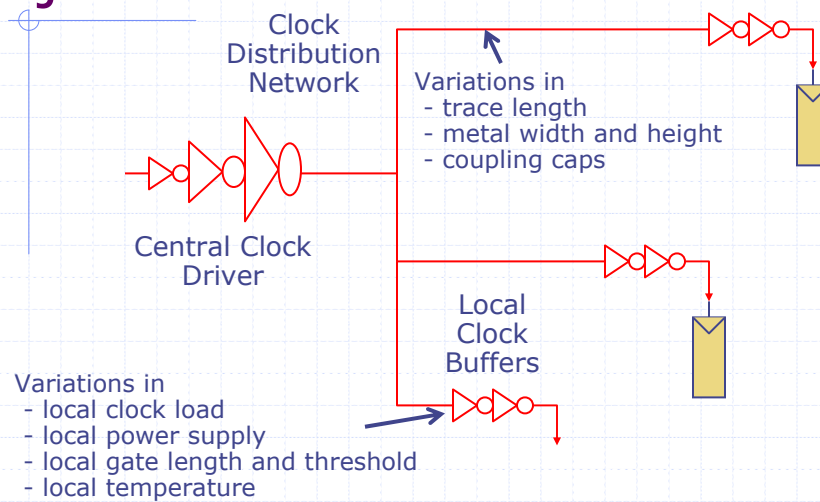 Clock
Distribution
Network
Variations in
- trace length
- metal width and height
- coupling caps
Central Clock
Driver
Local
Clock
Buffers
Variations in
- local clock load
- local power supply
- local gate length and threshold
- local temperature